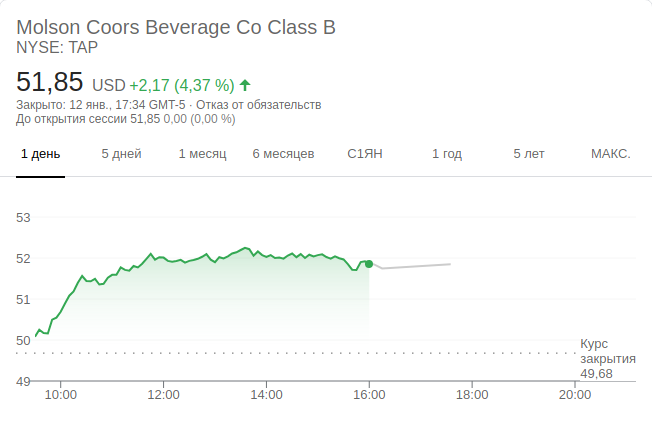 Molson Coors Beverage Co Class B
NYSE: TAP
51,85 USD +2,17 (4,37 %)
Закрыто: 12 янв., 17:34 GMT-5 · Отказ от обязательств
До открытия сессии 51,85 0,00 (0,00 %)
1 день 5 дней 1 месяц 6 месяцев С1ЯН 1 год 5 лет МАКС.
53
52
51
50
Курс
закрытия
49,68
49
10:00 12:00 14:00 16:00 18:00 20:00